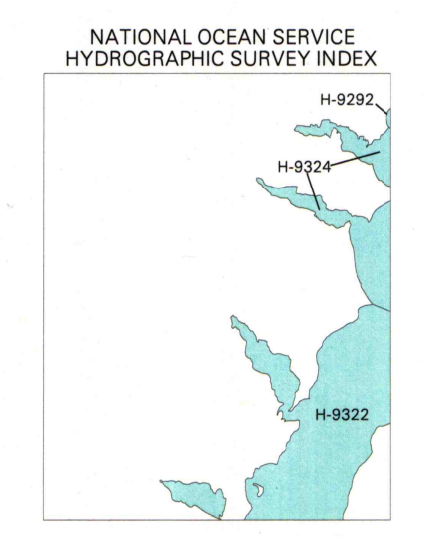 NATIONAL OCEAN SERVICE
HYDROGRAPHIC SURVEY INDEX
H-9292
H-9324
H-9322